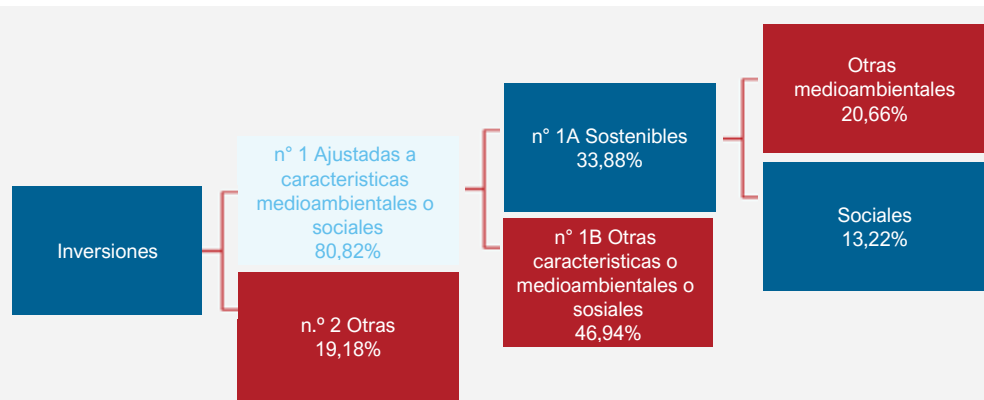 Inversiones
n° 1 Ajustadas a
caracteristicas
medioambientales o
sociales
80,82%
n.º 2 Otras
19,18%
n° 1A Sostenibles
33,88%
n° 1B Otras
caracteristicas o
medioambientales o
sosiales
46,94%
Otras
medioambientales
20,66%
Sociales
13,22%